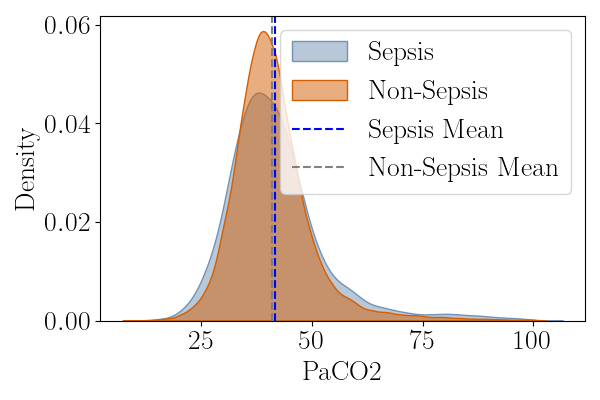 0.06
0.04
0.02
0.00
Density
25
50
75
100
PaCO2
Sepsis
Non-Sepsis
Sepsis Mean
Non-Sepsis Mean